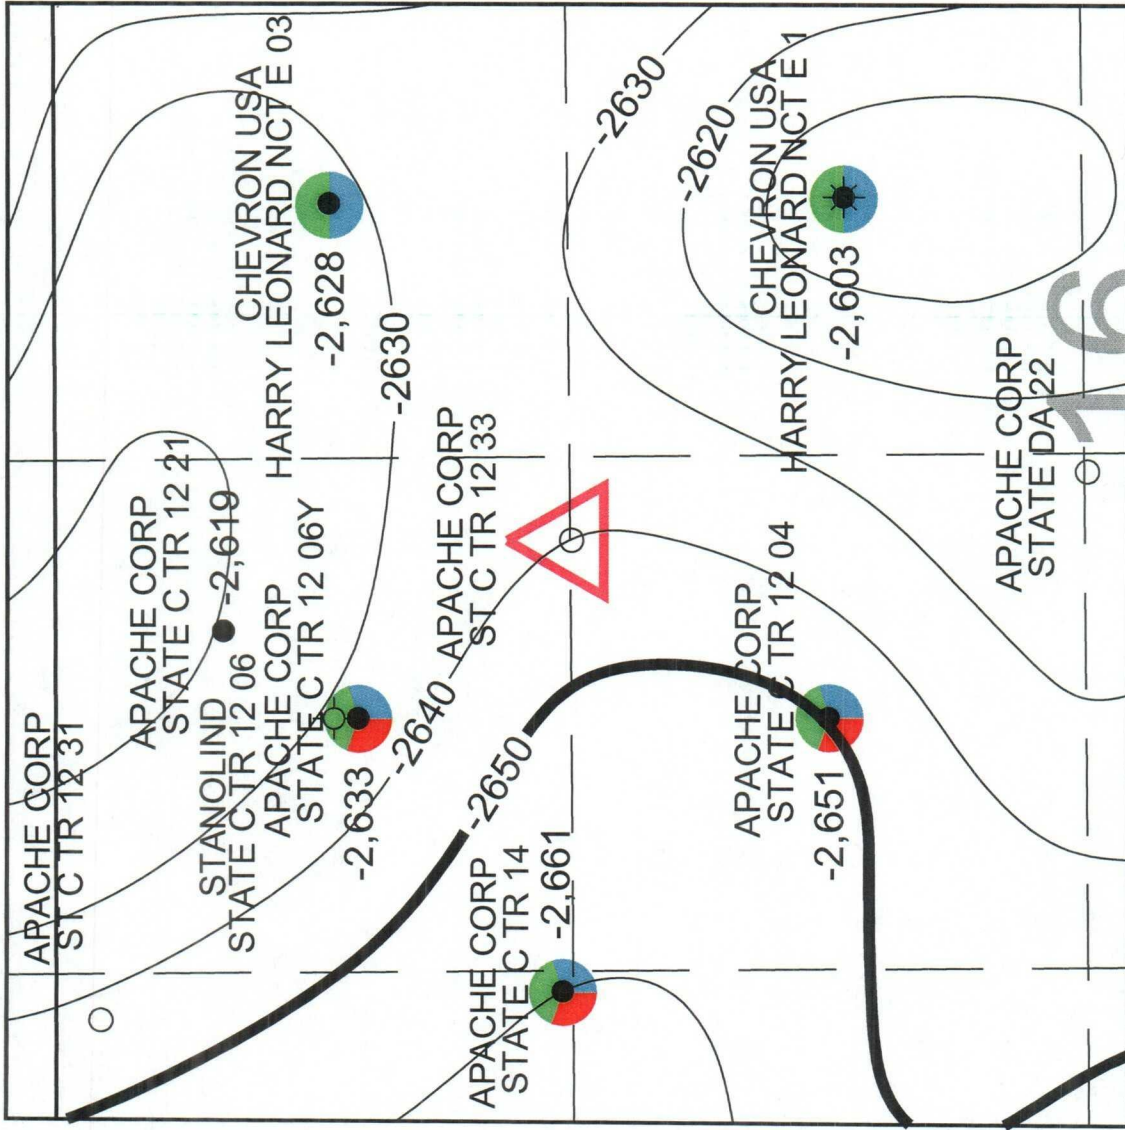 APACHE CORP
ST C TR 12 31
APACHE CORP
STATE C TR 12 21
-2,619
STANOLIND
STATE C TR 12 06
APACHE CORP
STATE C TR 12 06Y
-2,633
CHEVRON USA
HARRY LEONARD NCT E 03
-2,628
-2630
APACHE CORP
ST C TR 12 33
-2640
-2650
APACHE CORP
STATE C TR 14
-2,661
-2630
-2620
CHEVRON USA
HARRY LEONARD NCT E 1
-2,603
APACHE CORP
STATE C TR 12 04
-2,651
APACHE CORP
STATE DA 22
16